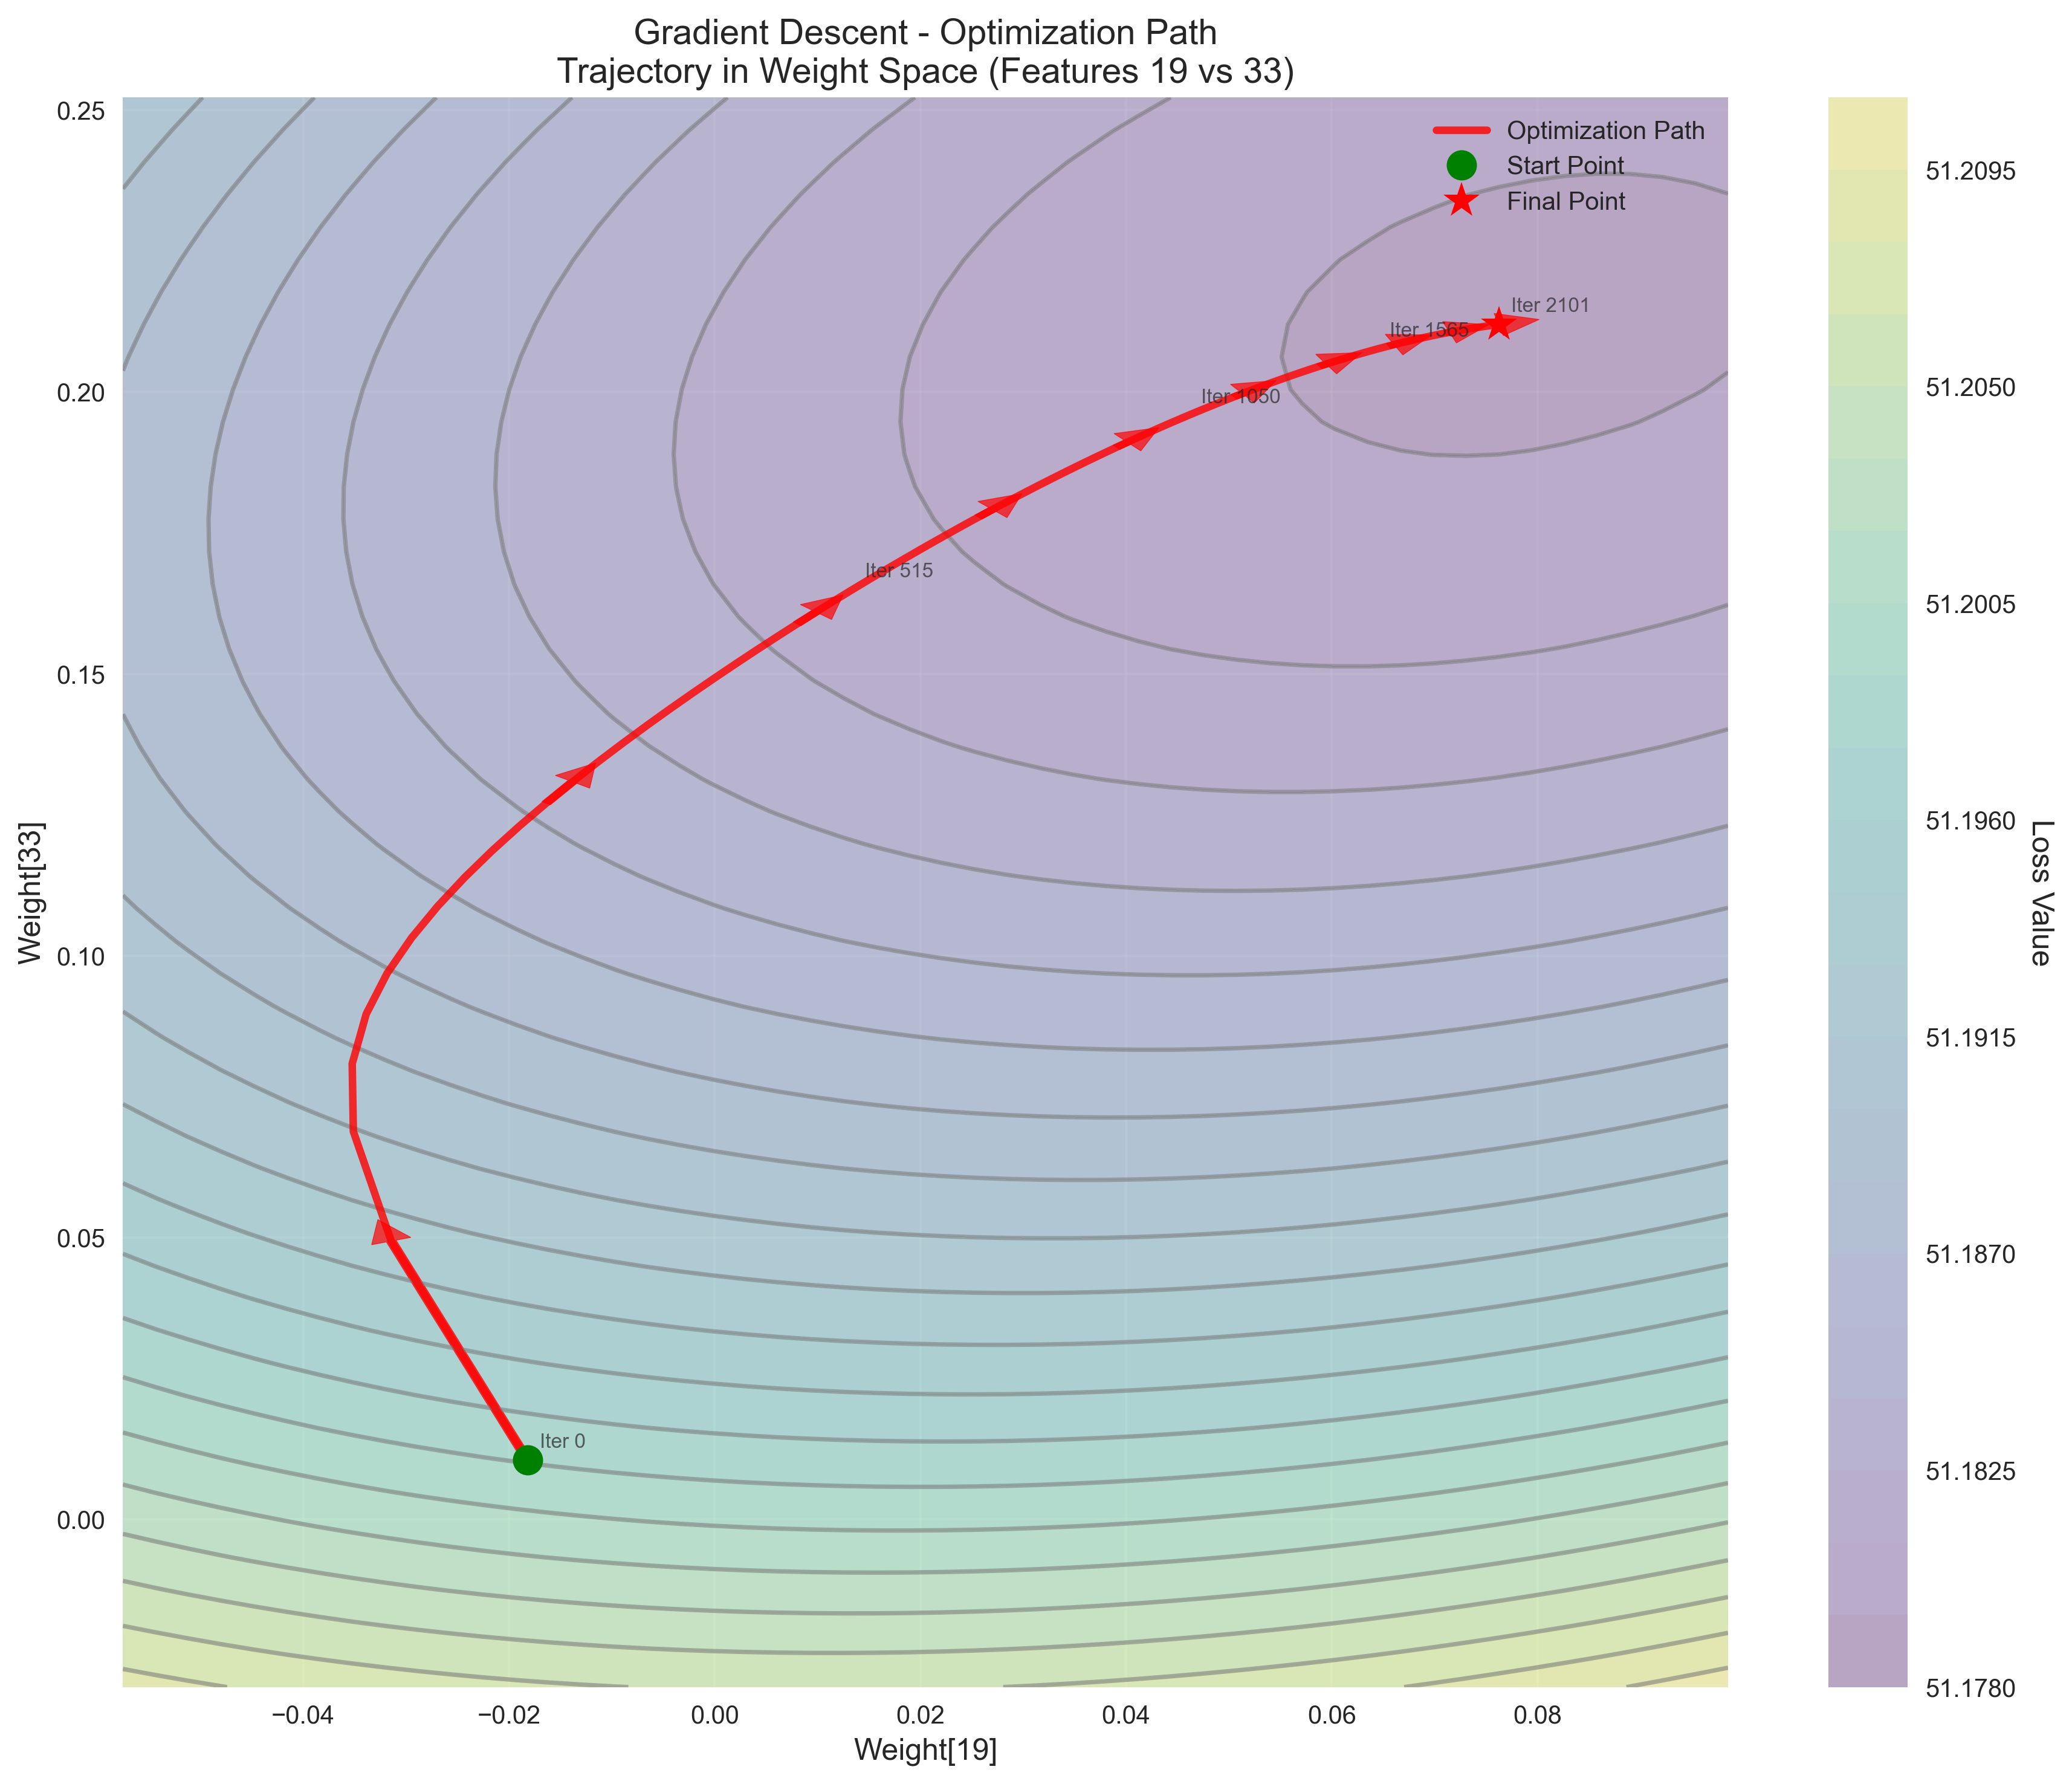 Gradient Descent - Optimization Path
Trajectory in Weight Space (Features 19 vs 33)
Optimization Path
Start Point
Final Point
Iter 2101
Iter 1565
Iter 1050
Iter 515
Iter 0
0.25
0.20
0.15
0.10
0.05
0.00
Weight[33]
−0.04
−0.02
0.00
0.02
0.04
0.06
0.08
Weight[19]
51.2095
51.2050
51.2005
51.1960
51.1915
51.1870
51.1825
51.1780
Loss Value